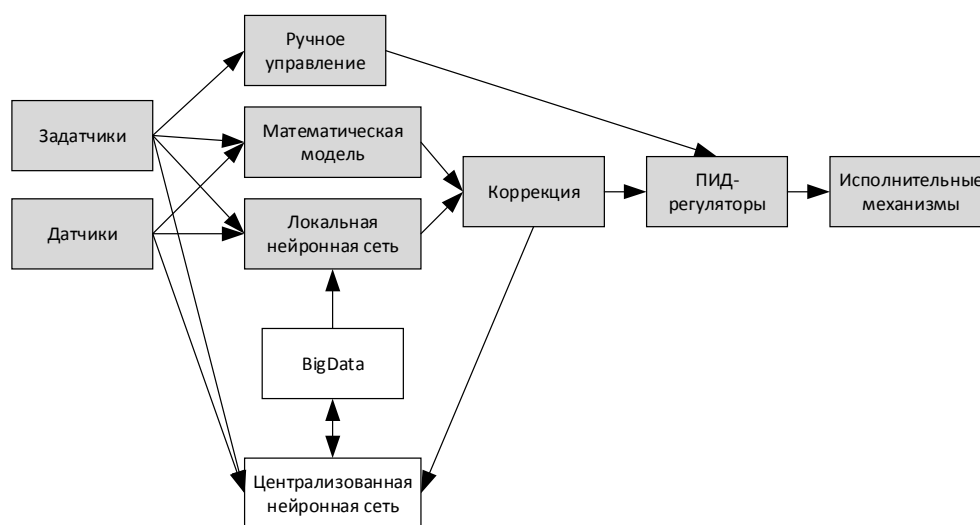 Ручное
управление
Задатчики
Математическая
модель
Датчики
Локальная
нейронная сеть
Коррекция
ПИД-
регуляторы
Исполнительные
механизмы
BigData
Централизованная
нейронная сеть